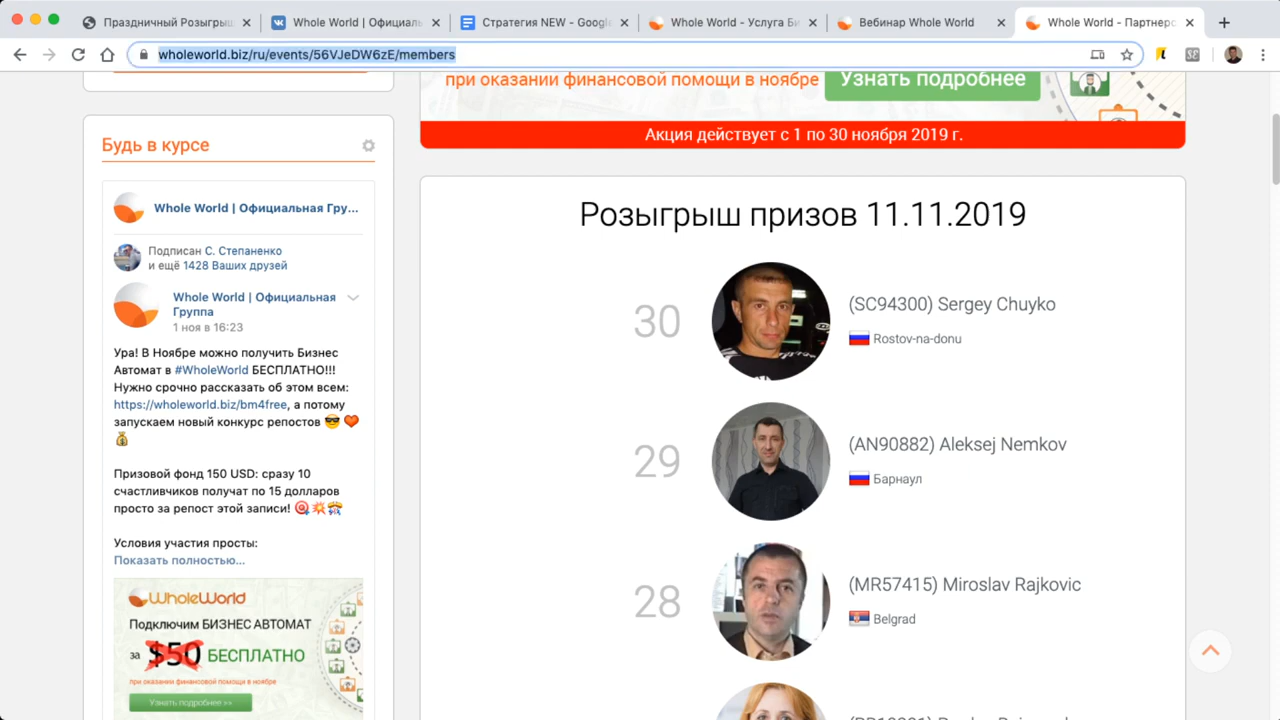 Праздничный Розыгрыш
Whole World | Официаль
Стратегия NEW - Google
Whole World - Услуга Би
Вебинар Whole World
Whole World - Партнерс
wholeworld.biz/ru/events/56VJeDW6zE/members
при оказании финансовой помощи в ноябре
Узнать подробнее
Акция действует с 1 по 30 ноября 2019 г.
Будь в курсе
Whole World | Официальная Гру...
Подписан С. Степаненко
и ещё 1428 Ваших друзей
Whole World | Официальная
Группа
1 ноя в 16:23
Ура! В Ноябре можно получить Бизнес
Автомат в #WholeWorld БЕСПЛАТНО!!!
Нужно срочно рассказать об этом всем:
https://wholeworld.biz/bm4free, а потому
запускаем новый конкурс репостов 😎 ❤️
💰
Призовой фонд 150 USD: сразу 10
счастливчиков получат по 15 долларов
просто за репост этой записи! 🎯💥🎊
Условия участия просты:
Показать полностью...
WholeWorld
Подключим БИЗНЕС АВТОМАТ
за $50 БЕСПЛАТНО
при оказании финансовой помощи в ноябре
Узнать подробнее >>
Розыгрыш призов 11.11.2019
30
(SC94300) Sergey Chuyko
Rostov-na-donu
29
(AN90882) Aleksej Nemkov
Барнаул
28
(MR57415) Miroslav Rajkovic
Belgrad